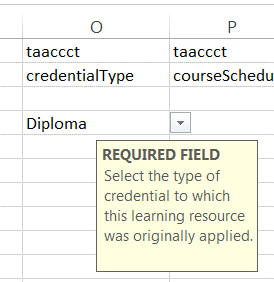 O P
taaccct taaccct
credentialType courseSchedu
Diploma
REQUIRED FIELD
Select the type of
credential to which
this learning resource
was originally applied.